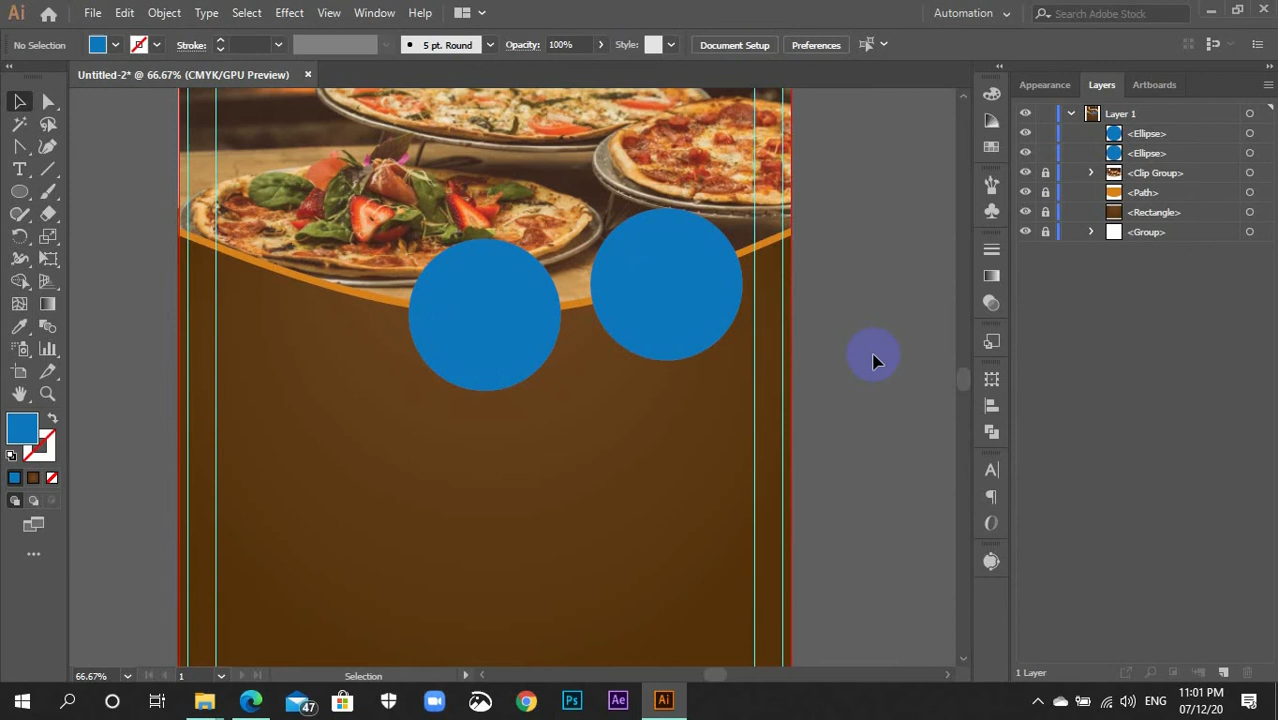 Ai
File Edit Object Type Select Effect View Window Help
Automation
Search Adobe Stock
No Selection
Stroke:
5 pt. Round
Opacity:
100%
Style:
Document Setup
Preferences
Untitled-2* @ 66.67% (CMYK/GPU Preview)
Appearance
Layers
Artboards
Layer 1
<Ellipse>
<Ellipse>
<Clip Group>
<Path>
<Rectangle>
<Group>
66.67%
1
Selection
1 Layer
47
Ps
Ae
Ai
ENG
11:01 PM
07/12/20